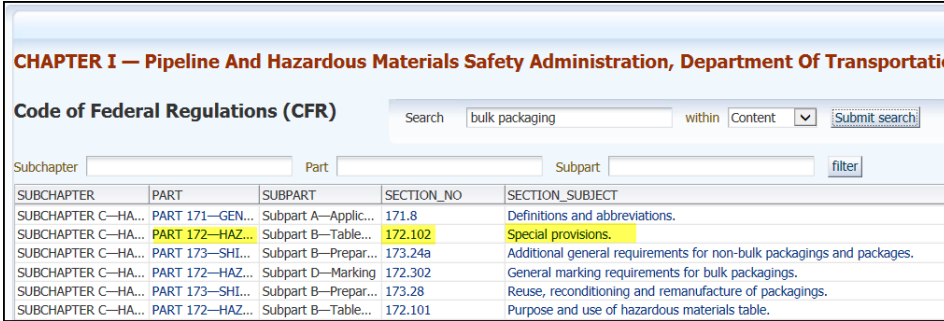 CHAPTER I — Pipeline And Hazardous Materials Safety Administration, Department Of Transportati
Code of Federal Regulations (CFR) Search bulk packaging within Content Submit search
Subchapter Part Subpart filter
SUBCHAPTER PART SUBPART SECTION_NO SECTION_SUBJECT
SUBCHAPTER C—HA... PART 171—GEN... Subpart A—Applic... 171.8 Definitions and abbreviations.
SUBCHAPTER C—HA... PART 172—HAZ... Subpart B—Table... 172.102 Special provisions.
SUBCHAPTER C—HA... PART 173—SHI... Subpart B—Prepar... 173.24a Additional general requirements for non-bulk packagings and packages.
SUBCHAPTER C—HA... PART 172—HAZ... Subpart D—Marking 172.302 General marking requirements for bulk packagings.
SUBCHAPTER C—HA... PART 173—SHI... Subpart B—Prepar... 173.28 Reuse, reconditioning and remanufacture of packagings.
SUBCHAPTER C—HA... PART 172—HAZ... Subpart B—Table... 172.101 Purpose and use of hazardous materials table.